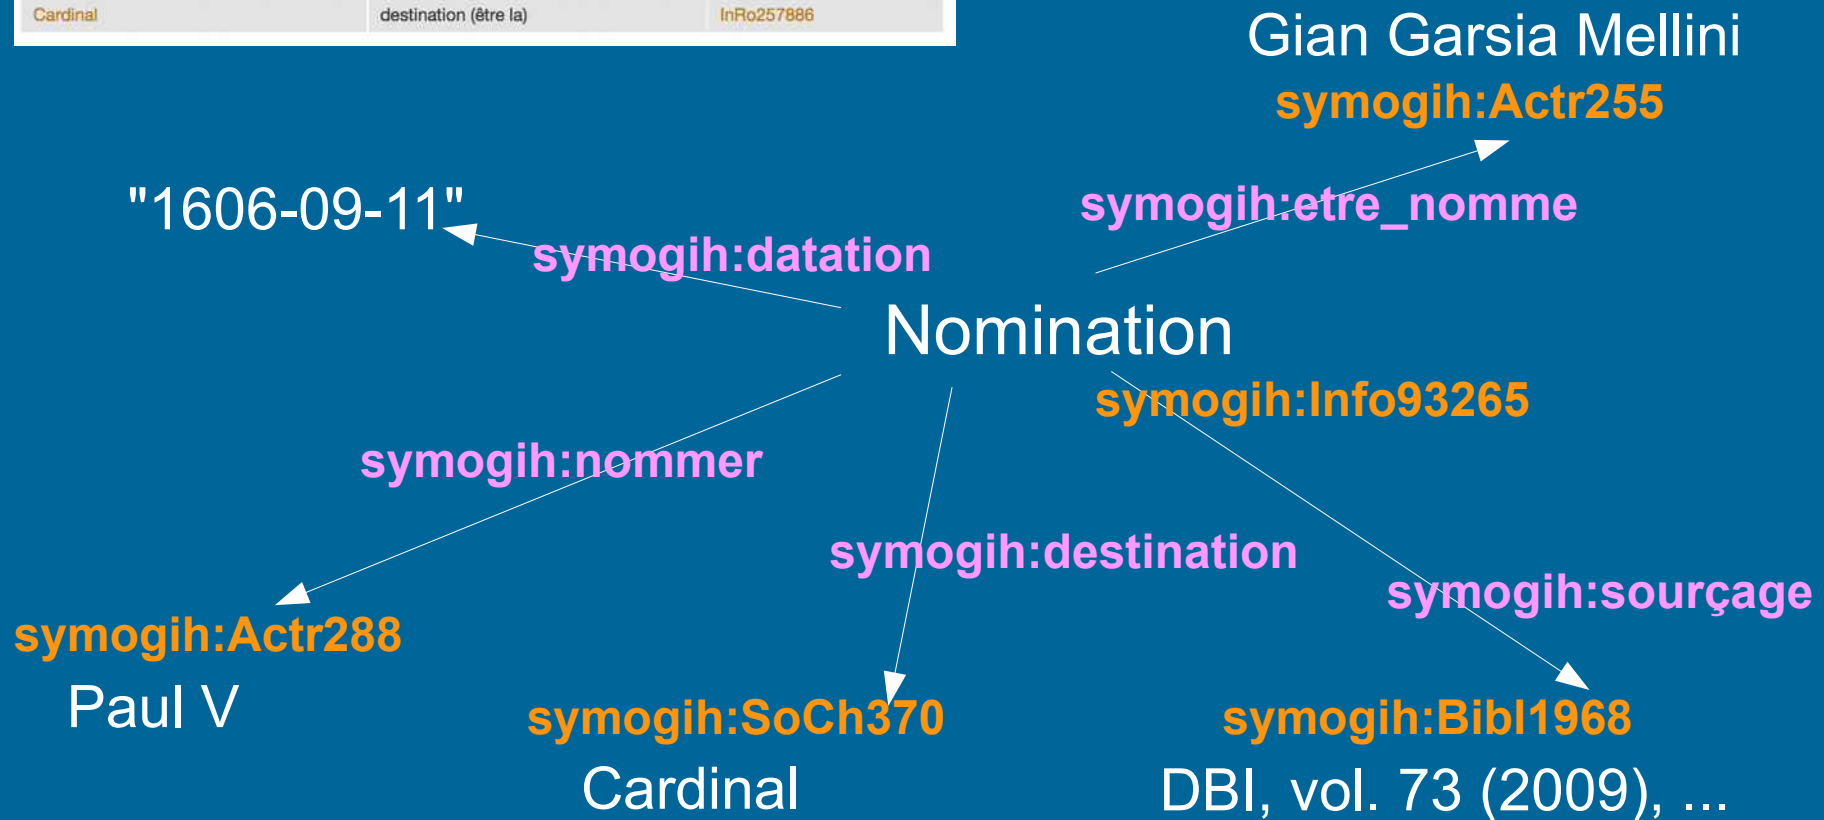 Cardinal destination (être la) InRo257886
Gian Garsia Mellini
symogih:Actr255
"1606-09-11"
symogih:etre_nomme
symogih:datation
Nomination
symogih:Info93265
symogih:nommer
symogih:destination
symogih:sourçage
symogih:Actr288
Paul V
symogih:SoCh370
Cardinal
symogih:Bibl1968
DBI, vol. 73 (2009), ...